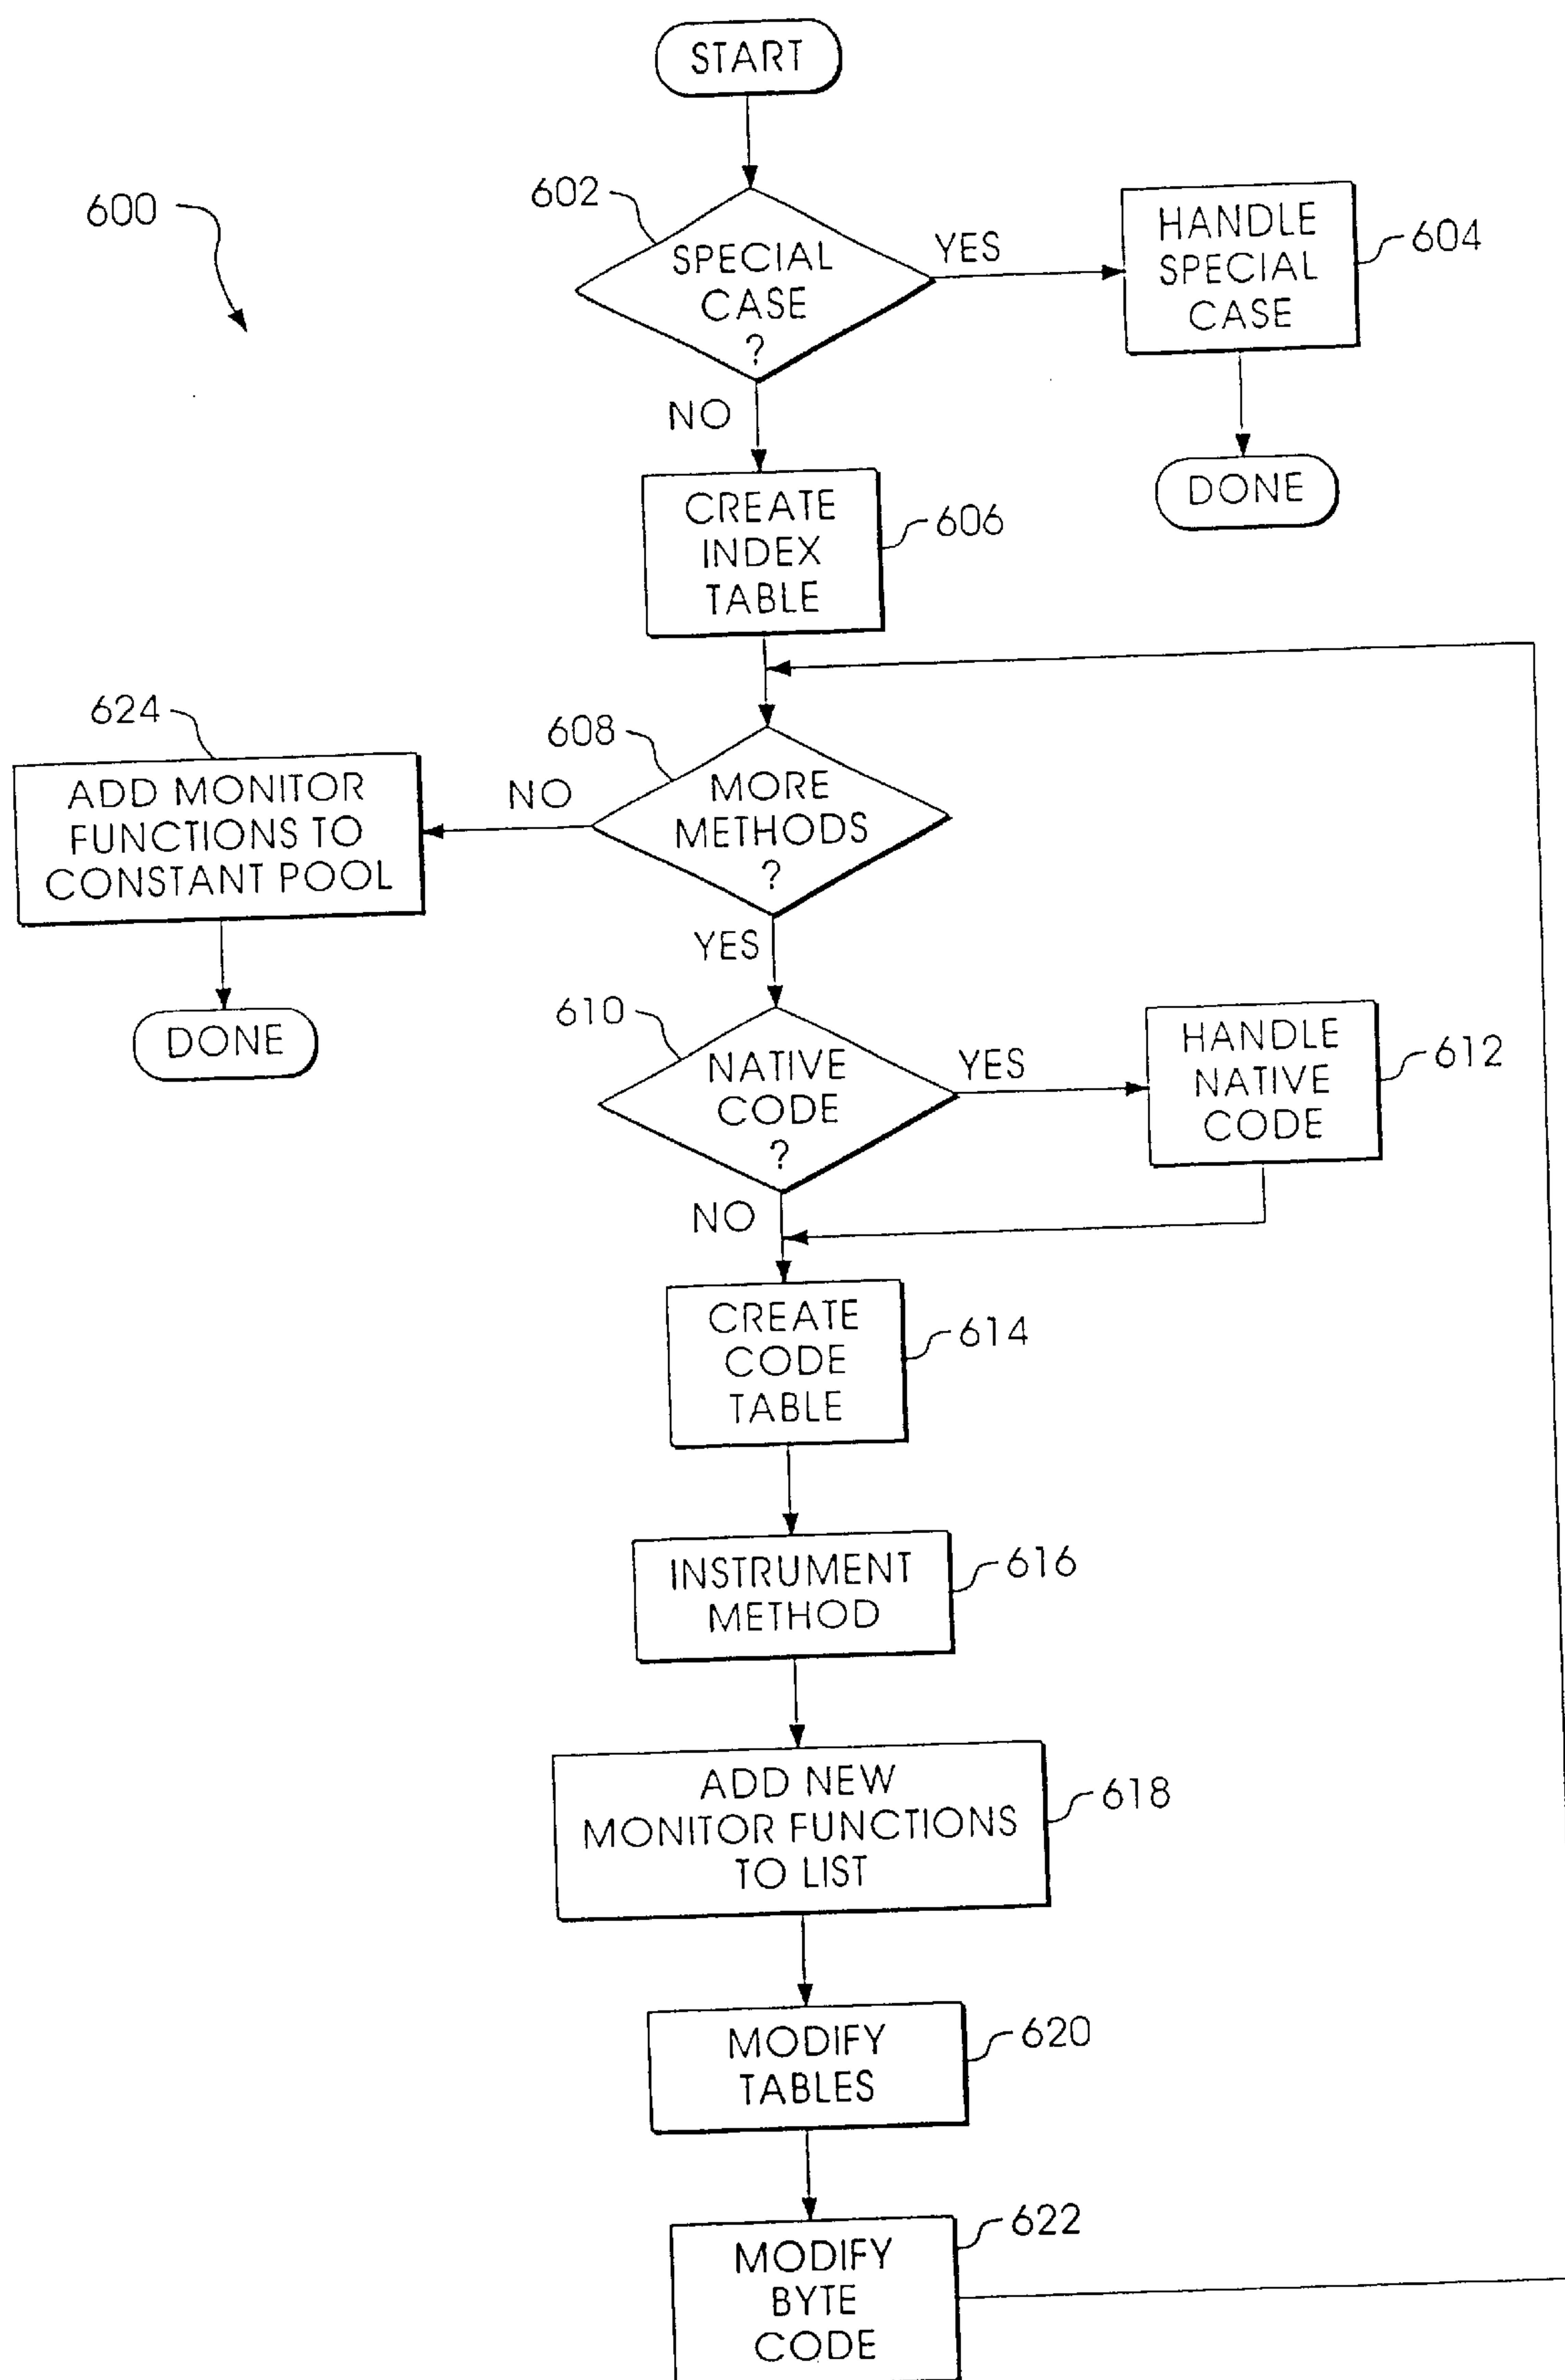 START
600
602
SPECIAL
CASE
?
YES
HANDLE
SPECIAL
CASE
604
NO
DONE
CREATE
INDEX
TABLE
606
624
ADD MONITOR
FUNCTIONS TO
CONSTANT POOL
NO
608
MORE
METHODS
?
YES
DONE
610
NATIVE
CODE
?
YES
HANDLE
NATIVE
CODE
612
NO
CREATE
CODE
TABLE
614
INSTRUMENT
METHOD
616
ADD NEW
MONITOR FUNCTIONS
TO LIST
618
MODIFY
TABLES
620
MODIFY
BYTE
CODE
622